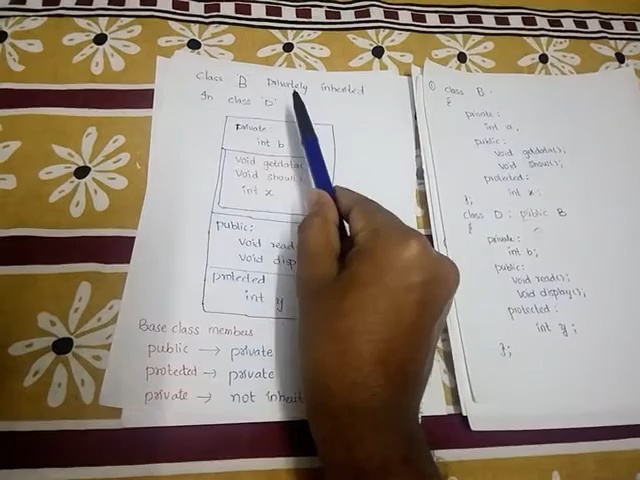 class B privately inherited
In class 'D'
private:
int b
void getdata
void show
int x
public:
void read
void disp
protected
int y
Base class members
public → private
protected → private
private → not inherit
① class B
{
private:
int a,
public:
void getdata();
void show();
protected:
int x;
};
class D: public B
{
private:
int b;
public:
void read();
void display();
protected:
int y;
};